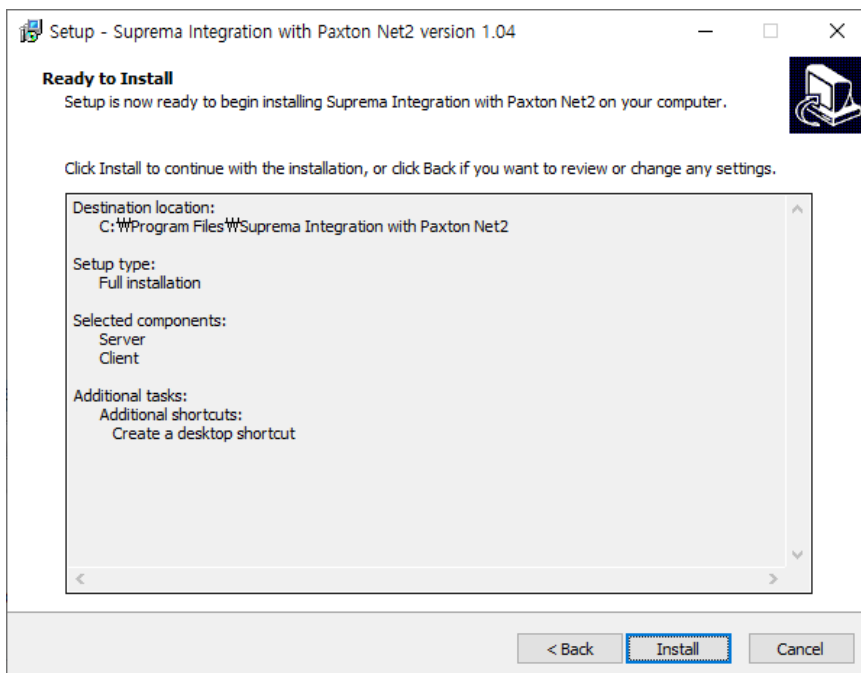 Setup - Suprema Integration with Paxton Net2 version 1.04
Ready to Install
Setup is now ready to begin installing Suprema Integration with Paxton Net2 on your computer.
Click Install to continue with the installation, or click Back if you want to review or change any settings.
Destination location:
C:₩Program Files₩Suprema Integration with Paxton Net2
Setup type:
Full installation
Selected components:
Server
Client
Additional tasks:
Additional shortcuts:
Create a desktop shortcut
< Back
Install
Cancel